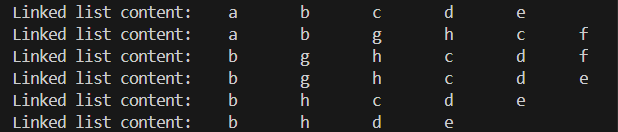 Linked list content: a b c d e
Linked list content: a b g h c f
Linked list content: b g h c d f
Linked list content: b g h c d e
Linked list content: b h c d e
Linked list content: b h d e